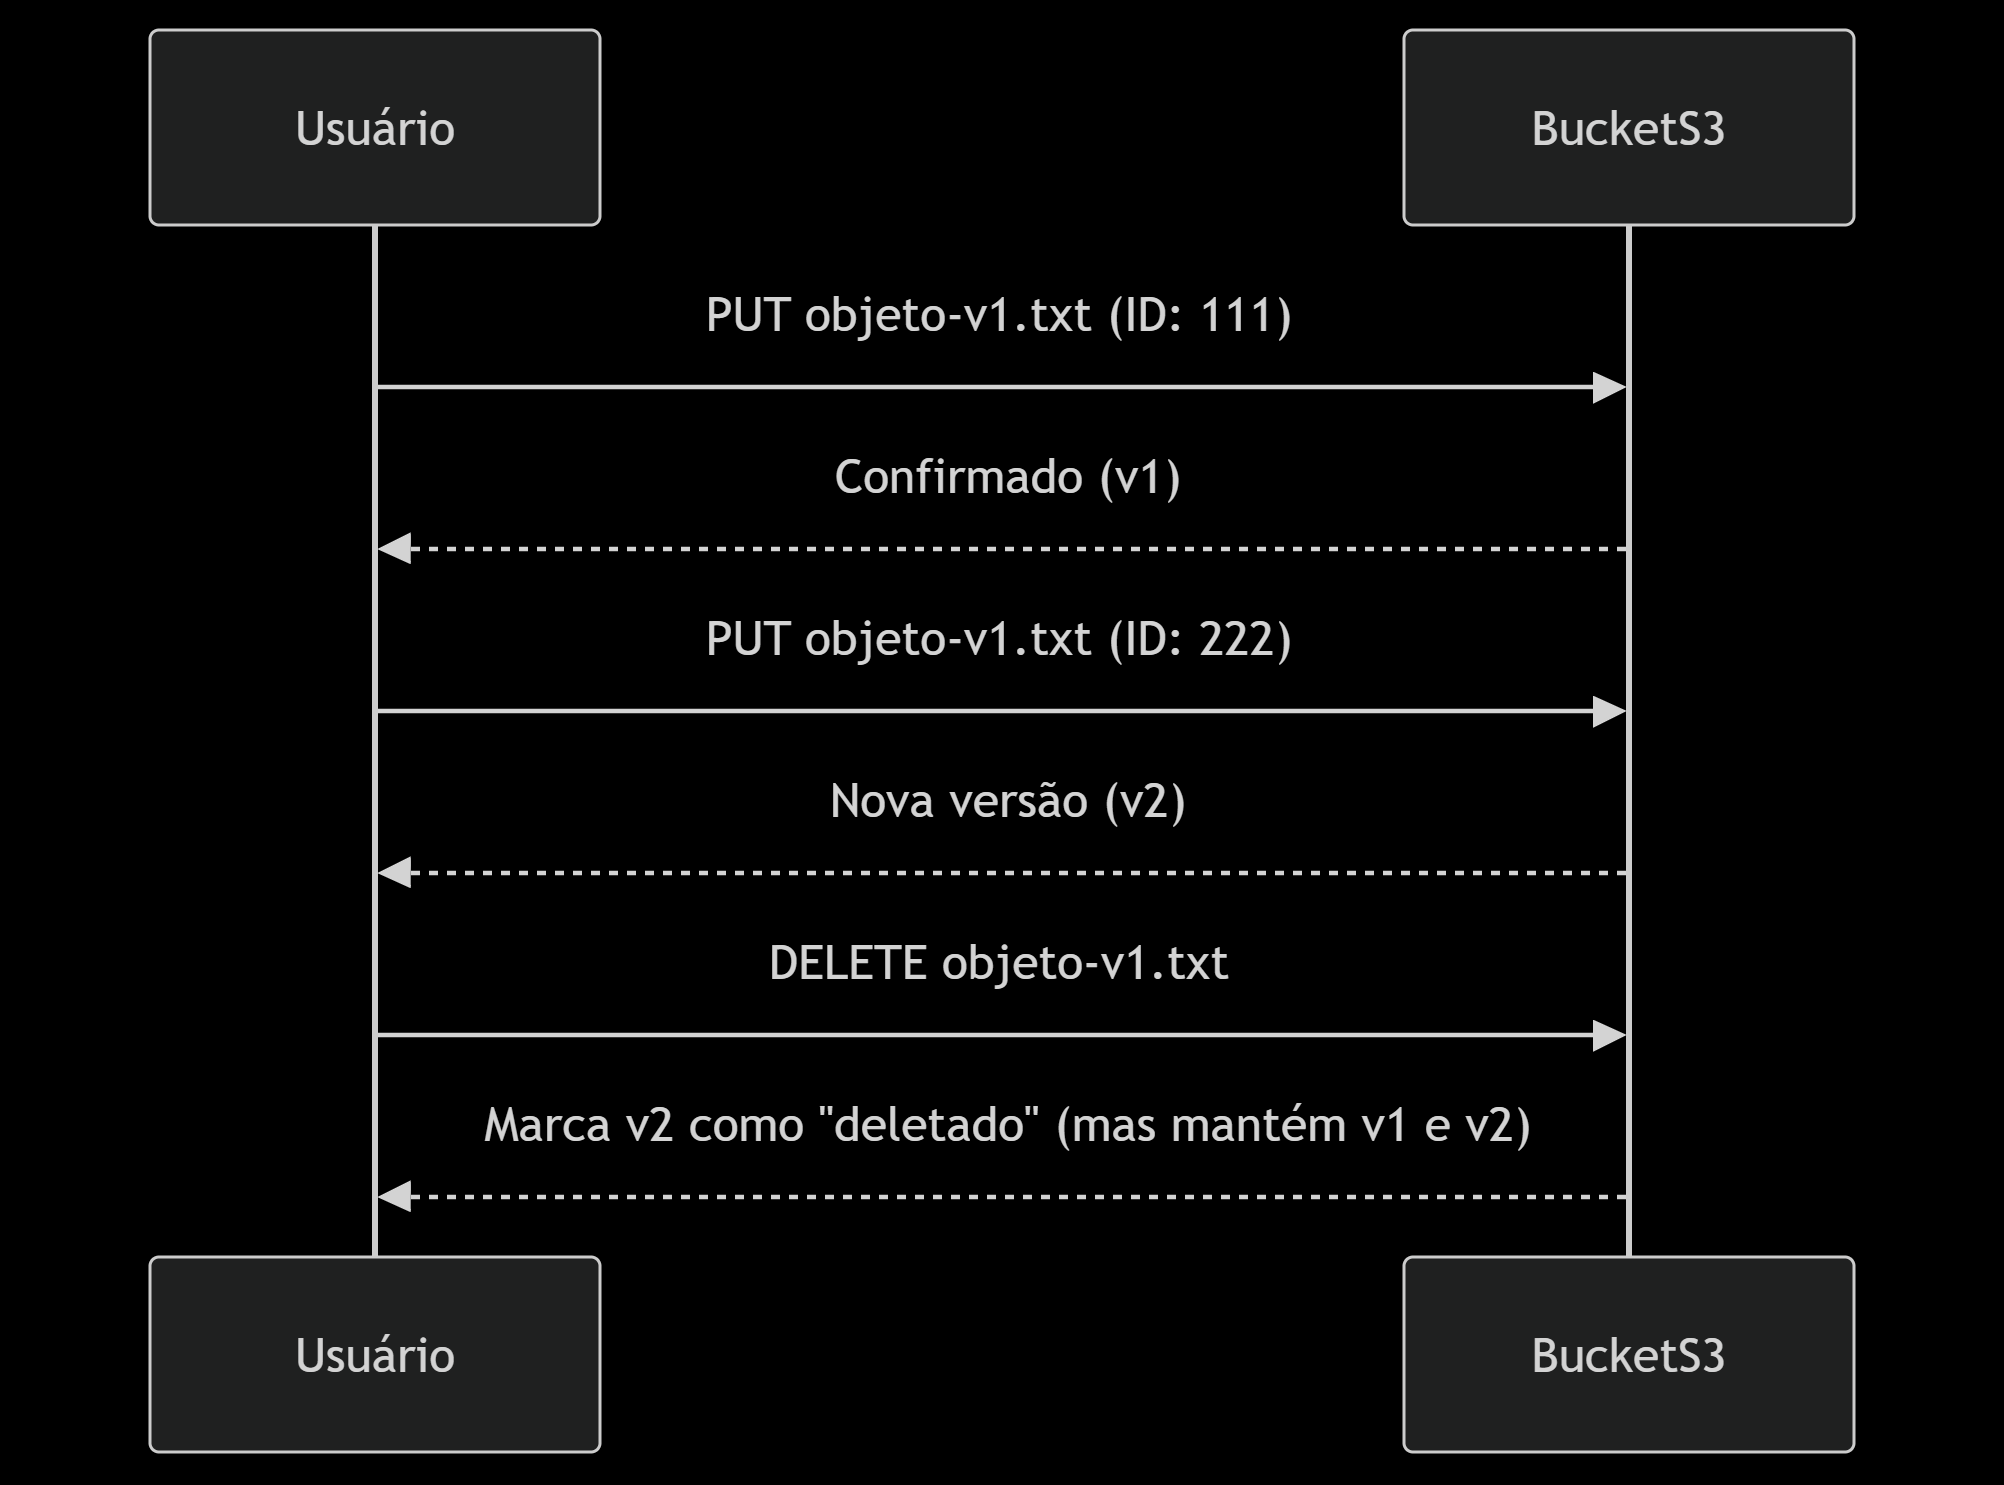 Usuário
BucketS3
PUT objeto-v1.txt (ID: 111)
Confirmado (v1)
PUT objeto-v1.txt (ID: 222)
Nova versão (v2)
DELETE objeto-v1.txt
Marca v2 como "deletado" (mas mantém v1 e v2)
Usuário
BucketS3